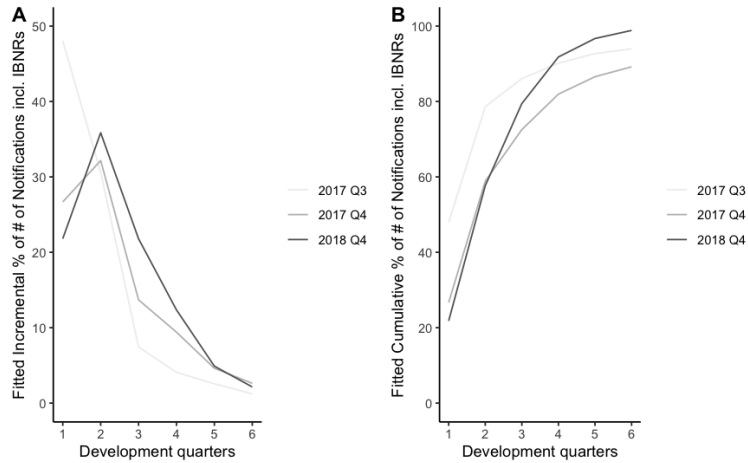 A
Fitted Incremental % of # of Notifications incl. IBNRs
50
40
30
20
10
0
1 2 3 4 5 6
Development quarters
2017 Q3
2017 Q4
2018 Q4
B
Fitted Cumulative % of # of Notifications incl. IBNRs
100
80
60
40
20
0
1 2 3 4 5 6
Development quarters
2017 Q3
2017 Q4
2018 Q4